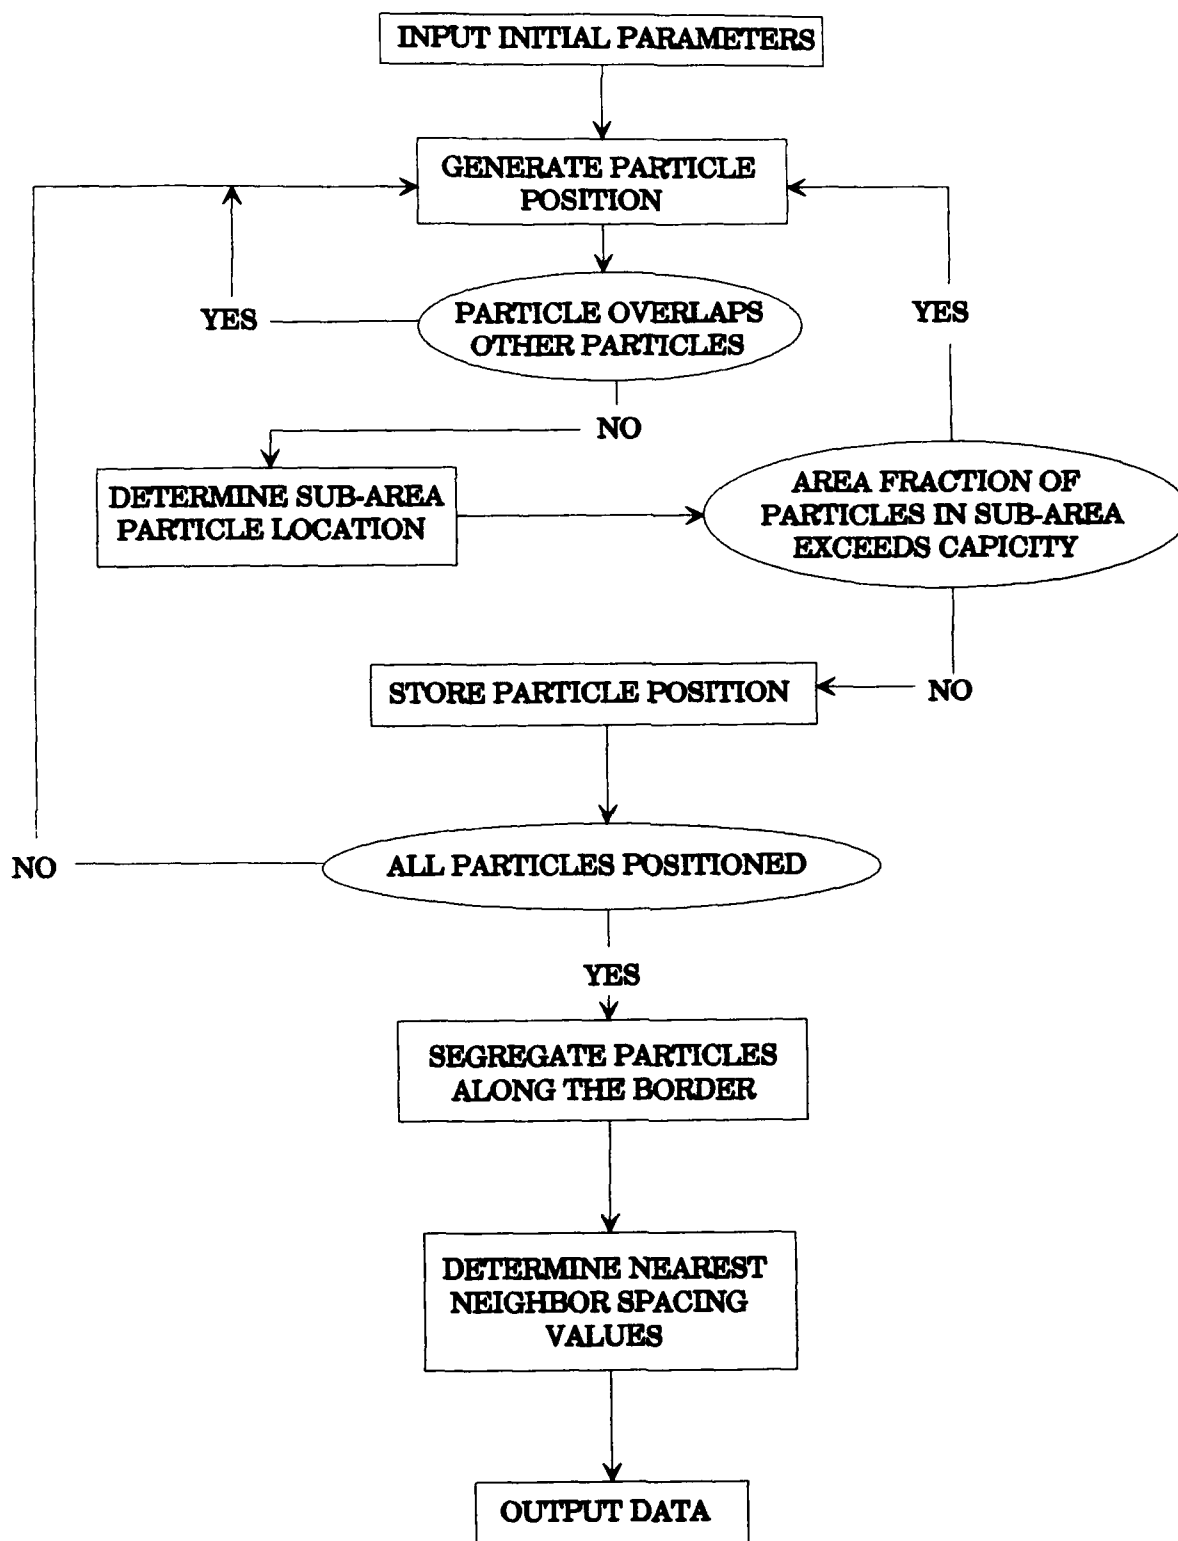 INPUT INITIAL PARAMETERS
GENERATE PARTICLE
POSITION
YES
PARTICLE OVERLAPS
OTHER PARTICLES
YES
NO
DETERMINE SUB-AREA
PARTICLE LOCATION
AREA FRACTION OF
PARTICLES IN SUB-AREA
EXCEEDS CAPICITY
STORE PARTICLE POSITION
NO
NO
ALL PARTICLES POSITIONED
YES
SEGREGATE PARTICLES
ALONG THE BORDER
DETERMINE NEAREST
NEIGHBOR SPACING
VALUES
OUTPUT DATA